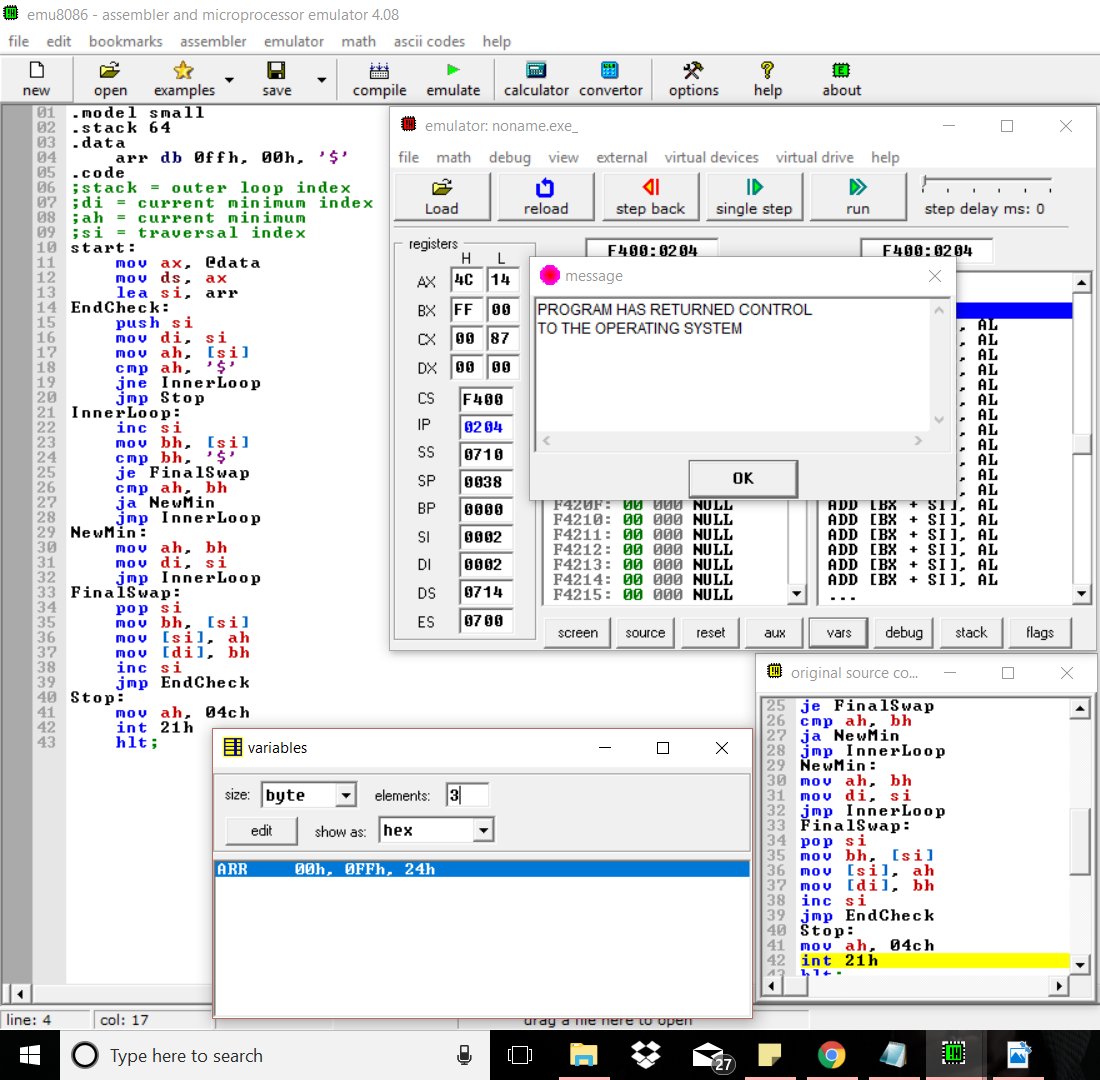 emu8086 - assembler and microprocessor emulator 4.08
file edit bookmarks assembler emulator math ascii codes help
new open examples save compile emulate calculator convertor options help about
01 .model small
02 .stack 64
03 .data
04 arr db 0ffh, 00h, '$'
05 .code
06 ;stack = outer loop index
07 ;di = current minimum index
08 ;ah = current minimum
09 ;si = traversal index
10 start:
11 mov ax, @data
12 mov ds, ax
13 lea si, arr
14 EndCheck:
15 push si
16 mov di, si
17 mov ah, [si]
18 cmp ah, '$'
19 jne InnerLoop
20 jmp Stop
21 InnerLoop:
22 inc si
23 mov bh, [si]
24 cmp bh, '$'
25 je FinalSwap
26 cmp ah, bh
27 ja NewMin
28 jmp InnerLoop
29 NewMin:
30 mov ah, bh
31 mov di, si
32 jmp InnerLoop
33 FinalSwap:
34 pop si
35 mov bh, [si]
36 mov [si], ah
37 mov [di], bh
38 inc si
39 jmp EndCheck
40 Stop:
41 mov ah, 04ch
42 int 21h
43 hlt;
emulator: noname.exe_
file math debug view external virtual devices virtual drive help
Load reload step back single step run step delay ms: 0
registers
H L
AX 4C 14
BX FF 00
CX 00 87
DX 00 00
CS F400
IP 0204
SS 0710
SP 0038
BP 0000
SI 0002
DI 0002
DS 0714
ES 0700
F400:0204 F400:0204
message
PROGRAM HAS RETURNED CONTROL
TO THE OPERATING SYSTEM
OK
, AL
, AL
, AL
, AL
, AL
, AL
, AL
, AL
, AL
, AL
, AL
, AL
F420F: 00 000 NULL ADD [BX + SI], AL
F4210: 00 000 NULL ADD [BX + SI], AL
F4211: 00 000 NULL ADD [BX + SI], AL
F4212: 00 000 NULL ADD [BX + SI], AL
F4213: 00 000 NULL ADD [BX + SI], AL
F4214: 00 000 NULL ADD [BX + SI], AL
F4215: 00 000 NULL ...
screen source reset aux vars debug stack flags
original source co...
25 je FinalSwap
26 cmp ah, bh
27 ja NewMin
28 jmp InnerLoop
29 NewMin:
30 mov ah, bh
31 mov di, si
32 jmp InnerLoop
33 FinalSwap:
34 pop si
35 mov bh, [si]
36 mov [si], ah
37 mov [di], bh
38 inc si
39 jmp EndCheck
40 Stop:
41 mov ah, 04ch
42 int 21h
43 hlt;
variables
size: byte elements: 3
edit show as: hex
ARR 00h, 0FFh, 24h
line: 4 col: 17 drag a file here to open
Type here to search
27